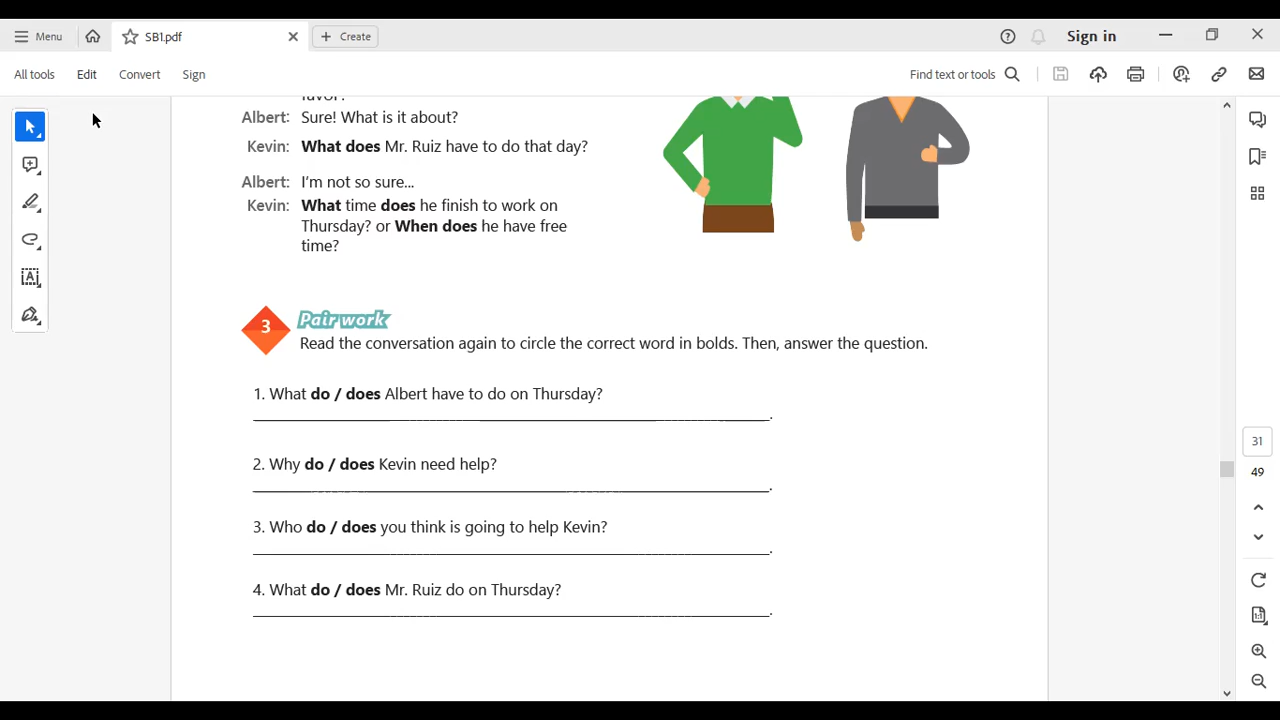 Menu
SB1.pdf
Create
Sign in
All tools
Edit
Convert
Sign
Find text or tools
favor?
Albert: Sure! What is it about?
Kevin: What does Mr. Ruiz have to do that day?
Albert: I'm not so sure...
Kevin: What time does he finish to work on
Thursday? or When does he have free
time?
3
Pair work
Read the conversation again to circle the correct word in bolds. Then, answer the question.
1. What do / does Albert have to do on Thursday?
.
2. Why do / does Kevin need help?
.
3. Who do / does you think is going to help Kevin?
.
4. What do / does Mr. Ruiz do on Thursday?
.
31
49